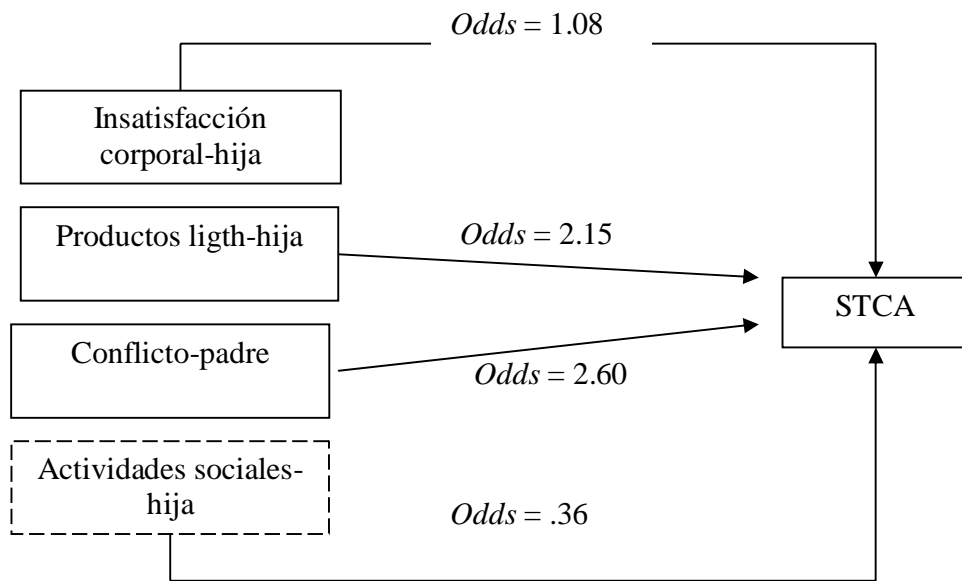 Odds = 1.08
Insatisfacción
corporal-hija
Productos ligth-hija
Odds = 2.15
STCA
Conflicto-padre
Odds = 2.60
Actividades sociales-
hija
Odds = .36